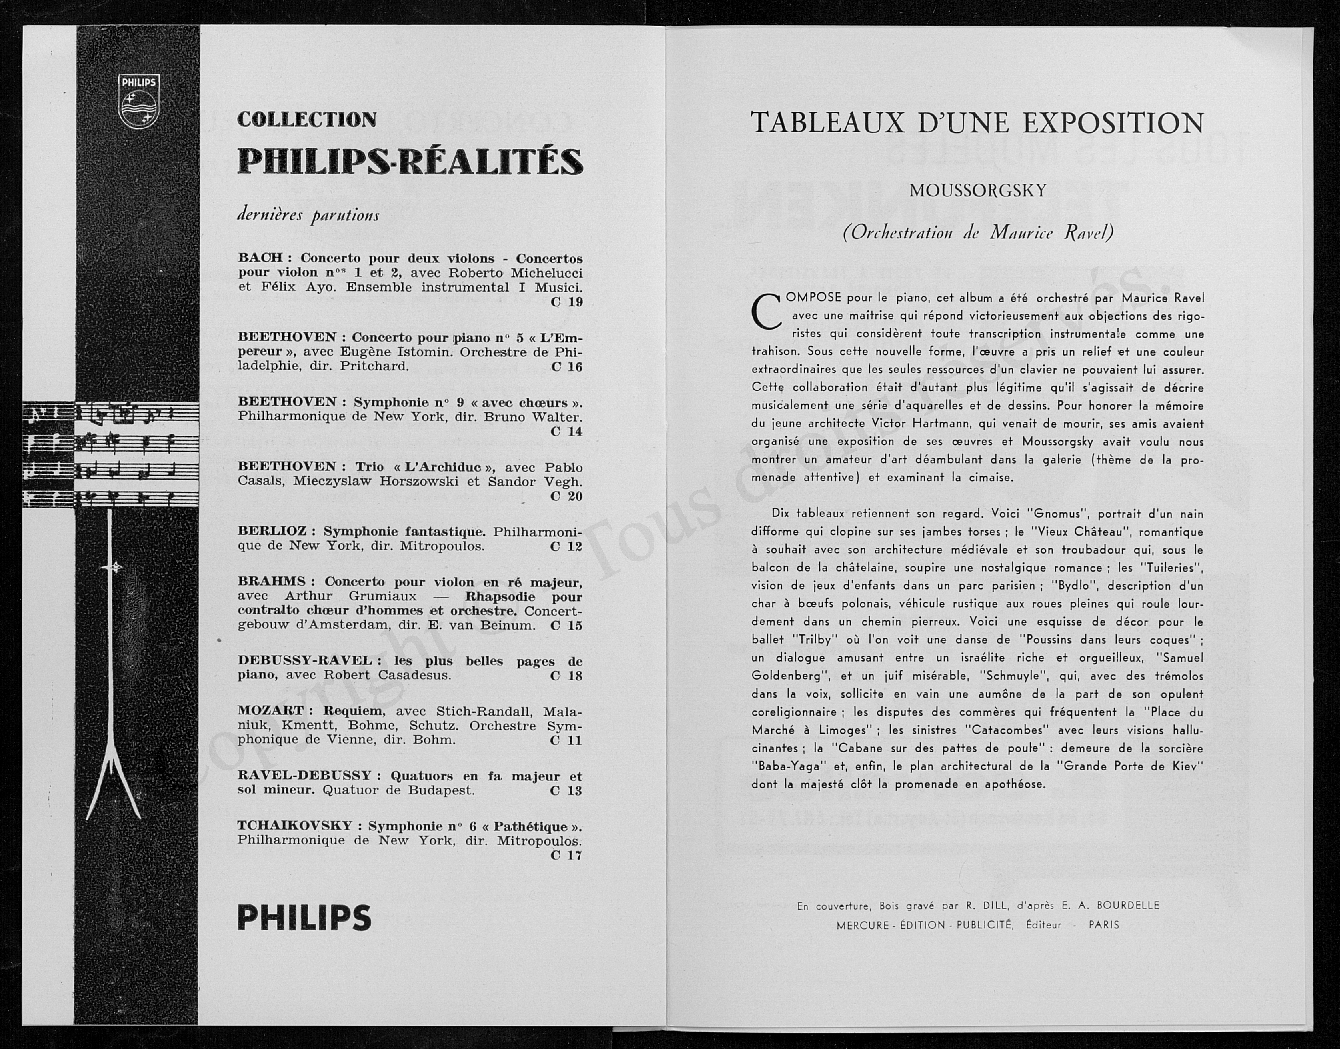 PHILIPS
COLLECTION
PHILIPS-RÉALITÉS
dernières parutions
BACH : Concerto pour deux violons - Concertos
pour violon nos 1 et 2, avec Roberto Michelucci
et Félix Ayo. Ensemble instrumental I Musici.
C 19
BEETHOVEN : Concerto pour piano n° 5 « L'Em-
pereur », avec Eugène Istomin. Orchestre de Phi-
ladelphie, dir. Pritchard. C 16
BEETHOVEN : Symphonie n° 9 « avec chœurs ».
Philharmonique de New York, dir. Bruno Walter.
C 14
BEETHOVEN : Trio « L'Archiduc », avec Pablo
Casals, Mieczyslaw Horszowski et Sandor Vegh.
C 20
BERLIOZ : Symphonie fantastique. Philharmoni-
que de New York, dir. Mitropoulos. C 12
BRAHMS : Concerto pour violon en ré majeur,
avec Arthur Grumiaux — Rhapsodie pour
contralto chœur d'hommes et orchestre. Concert-
gebouw d'Amsterdam, dir. E. van Beinum. C 15
DEBUSSY-RAVEL : les plus belles pages de
piano, avec Robert Casadesus. C 18
MOZART : Requiem, avec Stich-Randall, Mala-
niuk, Kmentt, Bohme, Schutz. Orchestre Sym-
phonique de Vienne, dir. Bohm. C 11
RAVEL-DEBUSSY : Quatuors en fa majeur et
sol mineur. Quatuor de Budapest. C 13
TCHAIKOVSKY : Symphonie n° 6 « Pathétique ».
Philharmonique de New York, dir. Mitropoulos.
C 17
PHILIPS
TABLEAUX D'UNE EXPOSITION
MOUSSORGSKY
(Orchestration de Maurice Ravel)
COMPOSE pour le piano, cet album a été orchestré par Maurice Ravel
avec une maitrise qui répond victorieusement aux objections des rigo-
ristes qui considèrent toute transcription instrumentale comme une
trahison. Sous cette nouvelle forme, l'œuvre a pris un relief et une couleur
extraordinaires que les seules ressources d'un clavier ne pouvaient lui assurer.
Cette collaboration était d'autant plus légitime qu'il s'agissait de décrire
musicalement une série d'aquarelles et de dessins. Pour honorer la mémoire
du jeune architecte Victor Hartmann, qui venait de mourir, ses amis avaient
organisé une exposition de ses œuvres et Moussorgsky avait voulu nous
montrer un amateur d'art déambulant dans la galerie (thème de la pro-
menade attentive) et examinant la cimaise.
Dix tableaux retiennent son regard. Voici "Gnomus", portrait d'un nain
difforme qui clopine sur ses jambes torses ; le "Vieux Château", romantique
à souhait avec son architecture médiévale et son troubadour qui, sous le
balcon de la châtelaine, soupire une nostalgique romance ; les "Tuileries",
vision de jeux d'enfants dans un parc parisien ; "Bydlo", description d'un
char à bœufs polonais, véhicule rustique aux roues pleines qui roule lour-
dement dans un chemin pierreux. Voici une esquisse de décor pour le
ballet "Trilby" où l'on voit une danse de "Poussins dans leurs coques" ;
un dialogue amusant entre un israélite riche et orgueilleux, "Samuel
Goldenberg", et un juif misérable, "Schmuyle", qui, avec des trémolos
dans la voix, sollicite en vain une aumône de la part de son opulent
coreligionnaire ; les disputes des commères qui fréquentent la "Place du
Marché à Limoges" ; les sinistres "Catacombes" avec leurs visions hallu-
cinantes ; la "Cabane sur des pattes de poule" : demeure de la sorcière
"Baba-Yaga" et, enfin, le plan architectural de la "Grande Porte de Kiev"
dont la majesté clôt la promenade en apothéose.
En couverture, Bois gravé par R. DILL, d'après E. A. BOURDELLE
MERCURE - ÉDITION - PUBLICITÉ, Éditeur - PARIS